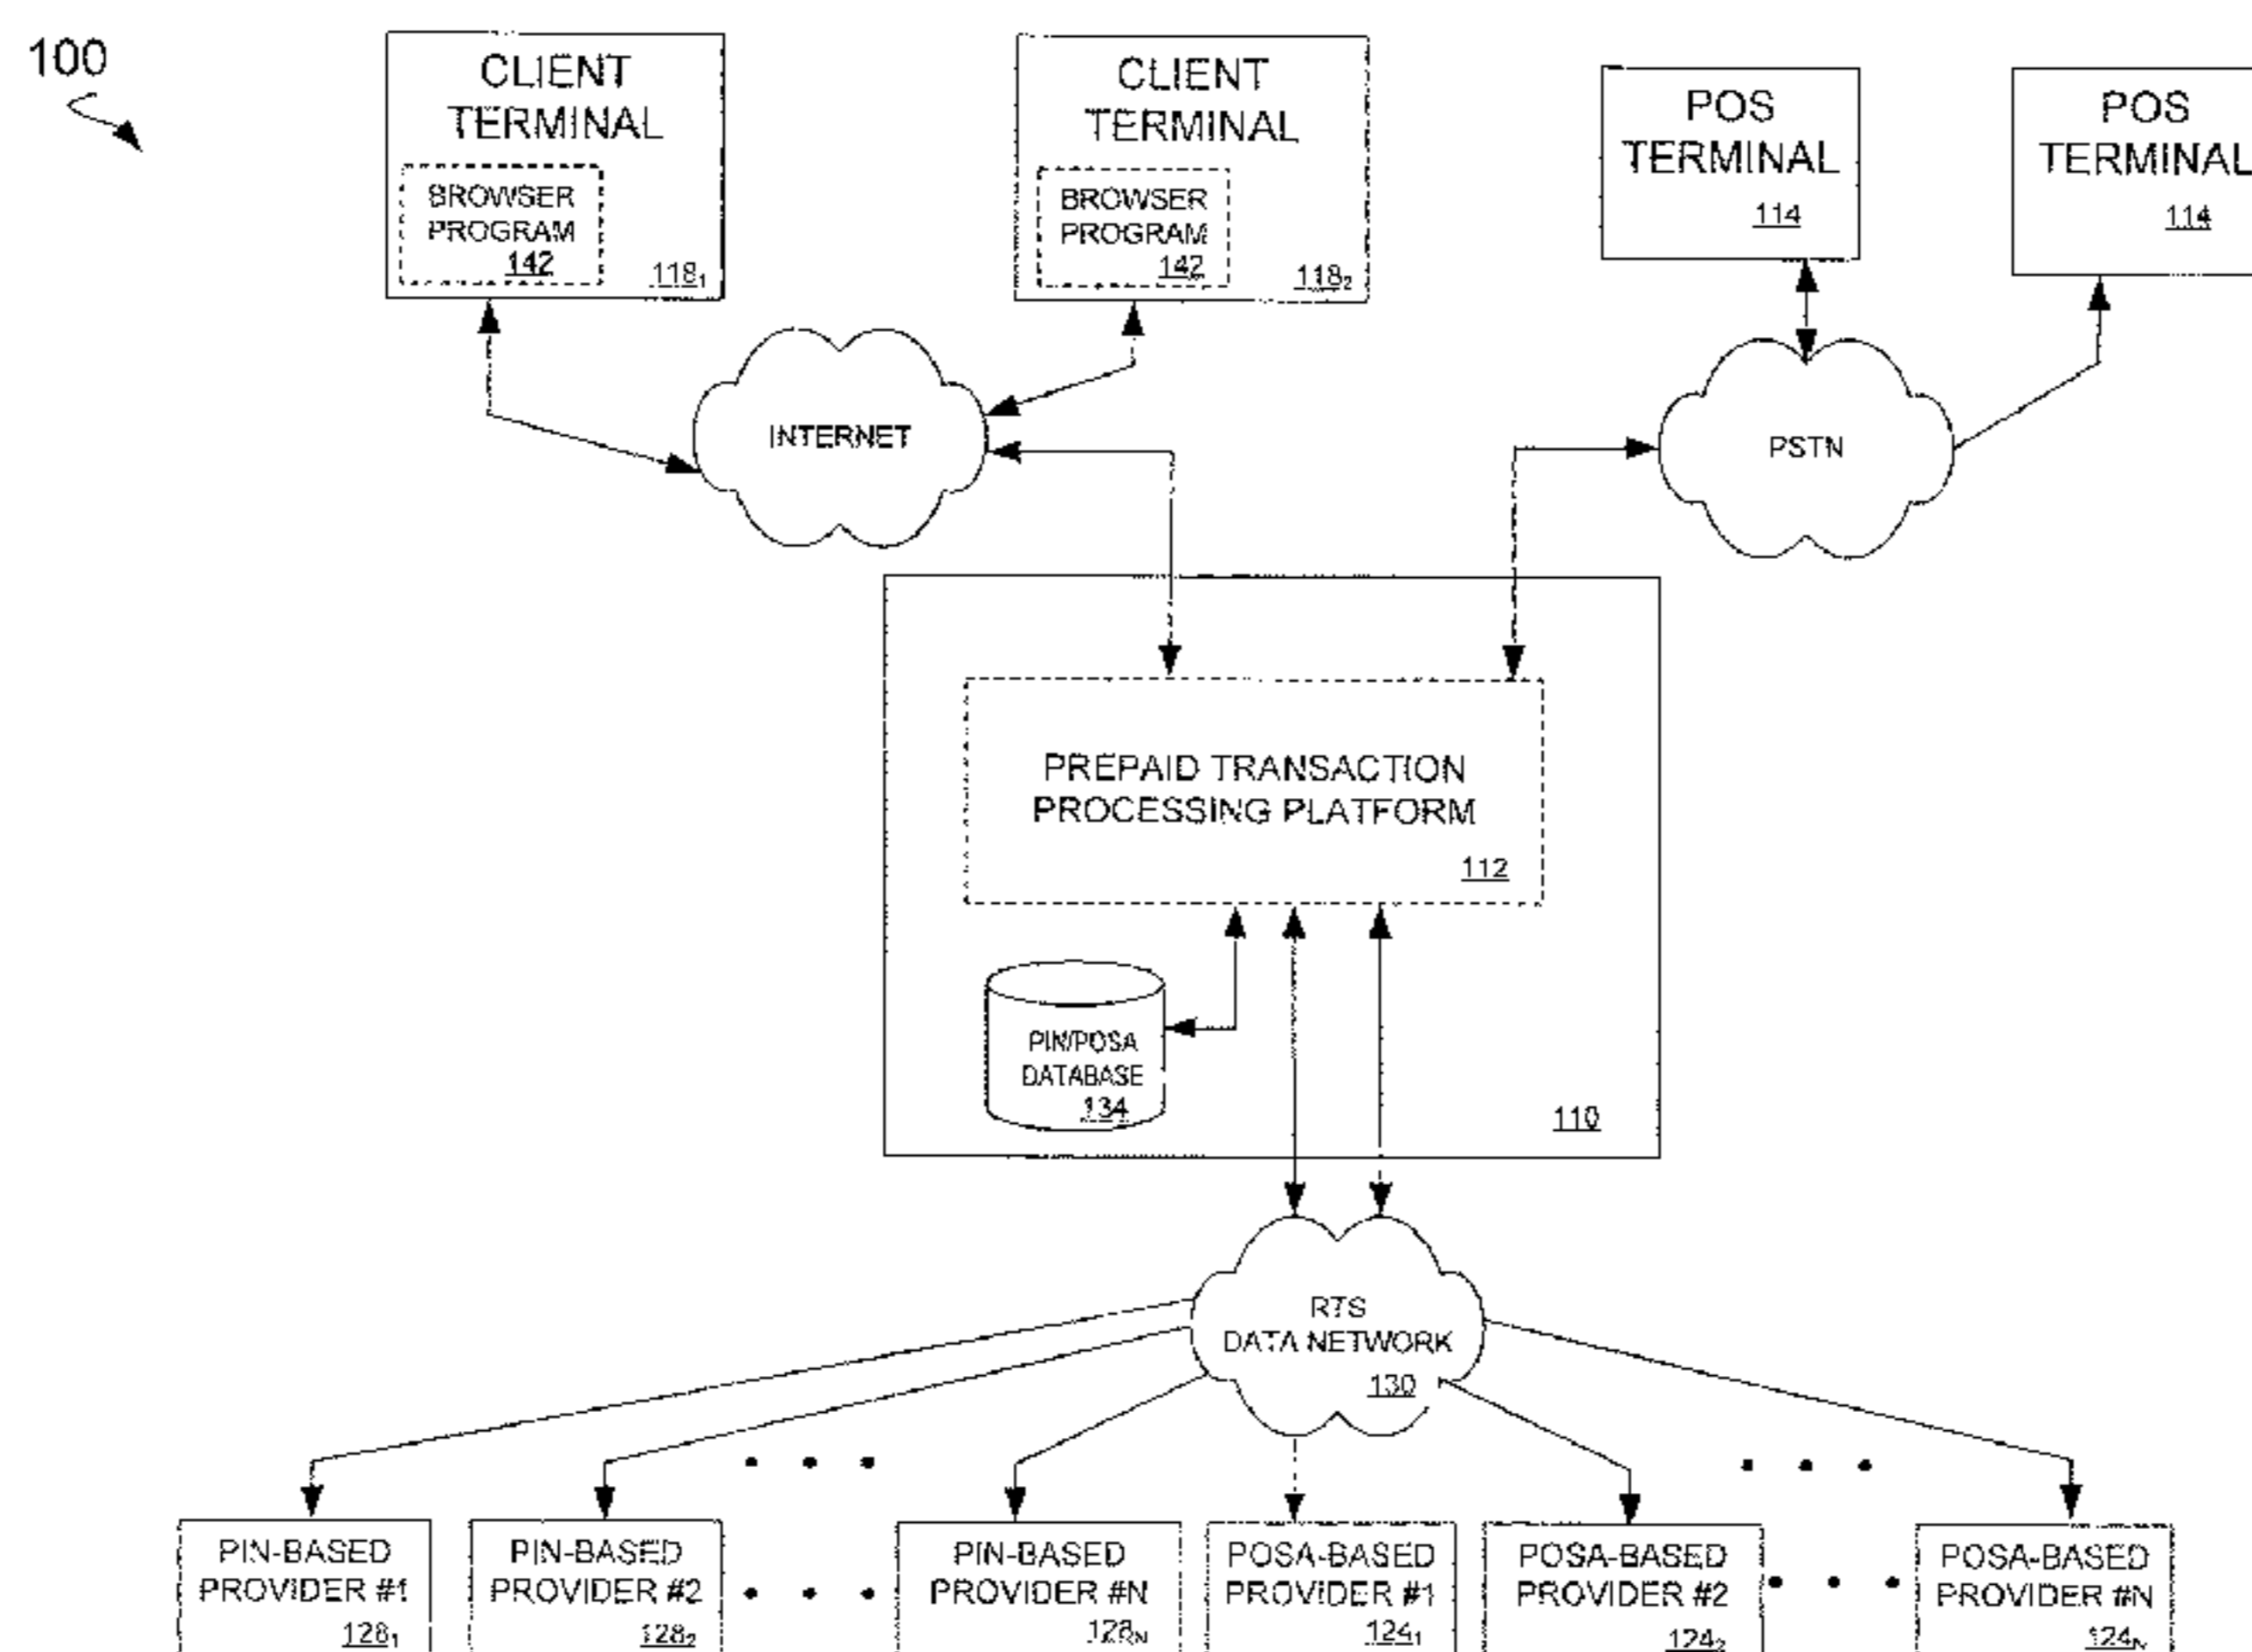 100
CLIENT
TERMINAL
BROWSER
PROGRAM
142
118₁
CLIENT
TERMINAL
BROWSER
PROGRAM
142
118₂
POS
TERMINAL
114
POS
TERMINAL
114
INTERNET
PSTN
PREPAID TRANSACTION
PROCESSING PLATFORM
112
PIN/POSA
DATABASE
134
110
RTS
DATA NETWORK
130
PIN-BASED
PROVIDER #1
128₁
PIN-BASED
PROVIDER #2
128₂
PIN-BASED
PROVIDER #N
128N
POSA-BASED
PROVIDER #1
124₁
POSA-BASED
PROVIDER #2
124₂
POSA-BASED
PROVIDER #N
124N